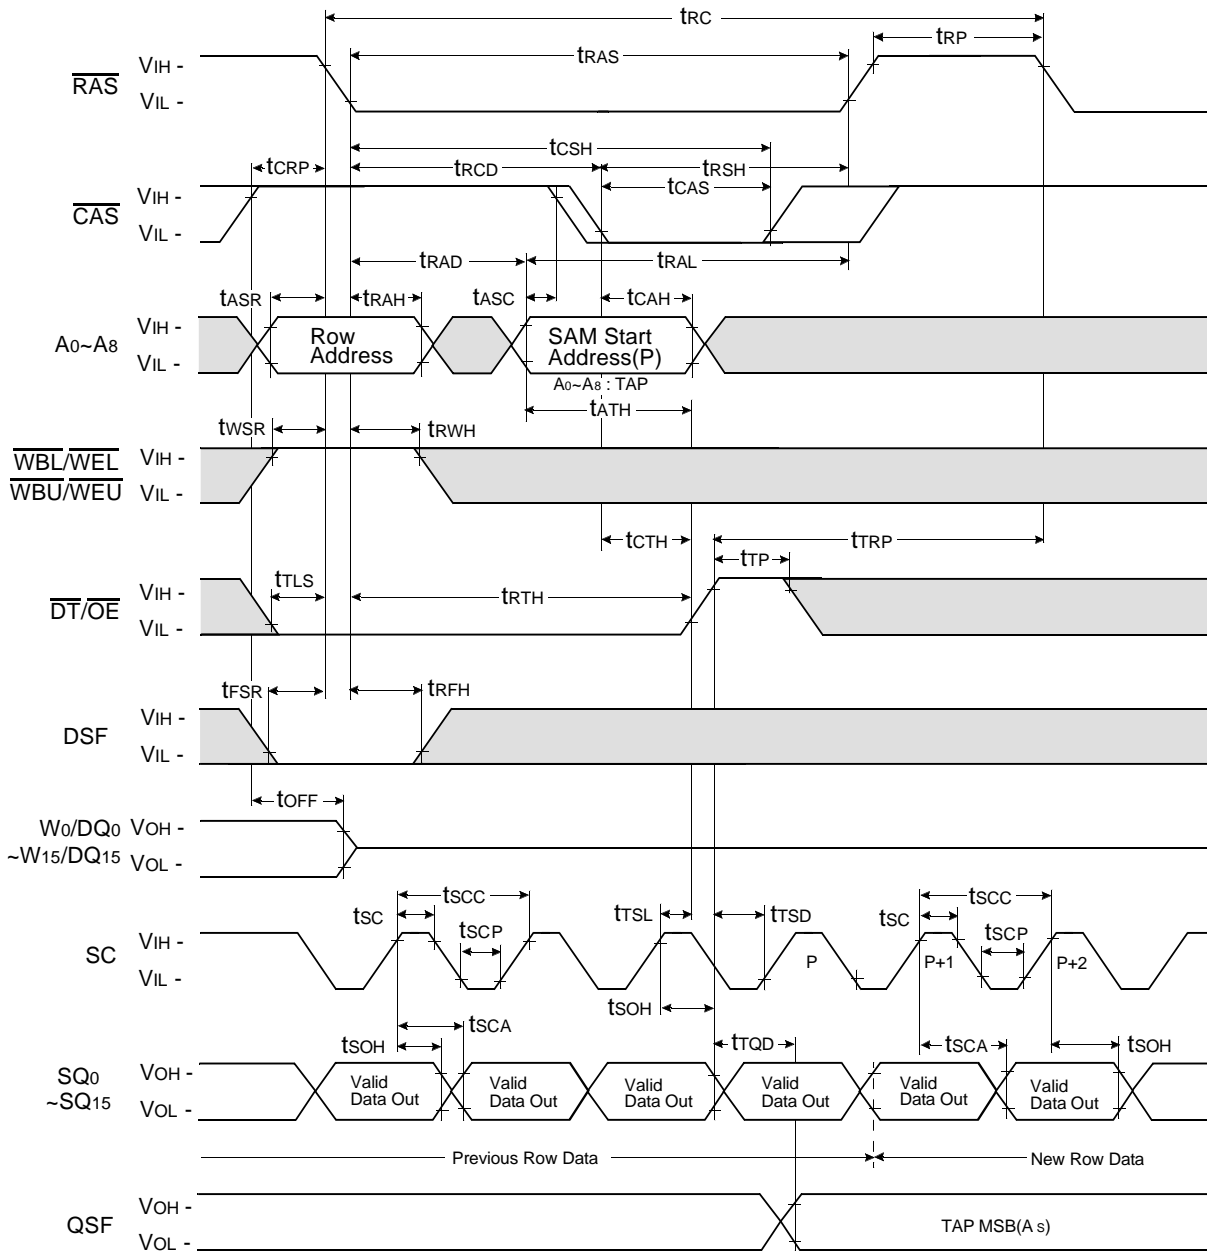 tRC
tRP
tRAS
RAS
VIH -
VIL -
tCSH
tCRP
tRCD
tRSH
tCAS
CAS
VIH -
VIL -
tRAD
tRAL
tASR
tRAH
tASC
tCAH
A0~A8
VIH -
VIL -
Row
Address
SAM Start
Address(P)
A0~A8 : TAP
tATH
tWSR
tRWH
WBL/WEL
WBU/WEU
VIH -
VIL -
tCTH
tTRP
tTP
tTLS
tRTH
DT/OE
VIH -
VIL -
tFSR
tRFH
DSF
VIH -
VIL -
tOFF
W0/DQ0
~W15/DQ15
VOH -
VOL -
tSCC
tSC
tSCP
tTSL
tTSD
tSCC
tSC
tSCP
SC
VIH -
VIL -
P
P+1
P+2
tSOH
tSCA
tSOH
tTQD
tSCA
tSOH
SQ0
~SQ15
VOH -
VOL -
Valid
Data Out
Valid
Data Out
Valid
Data Out
Valid
Data Out
Valid
Data Out
Valid
Data Out
Previous Row Data
New Row Data
QSF
VOH -
VOL -
TAP MSB(A s)